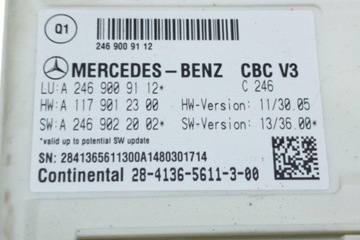 Q1
246 900 91 12
MERCEDES-BENZ CBC V3
LU:A 246 900 91 12* C 246
HW:A 117 901 23 00 HW-Version: 11/30.05
SW:A 246 902 20 02* SW-Version: 13/36.00*
*valid up to potential SW update
SN: 2841365611300A1480301714
Continental 28-4136-5611-3-00